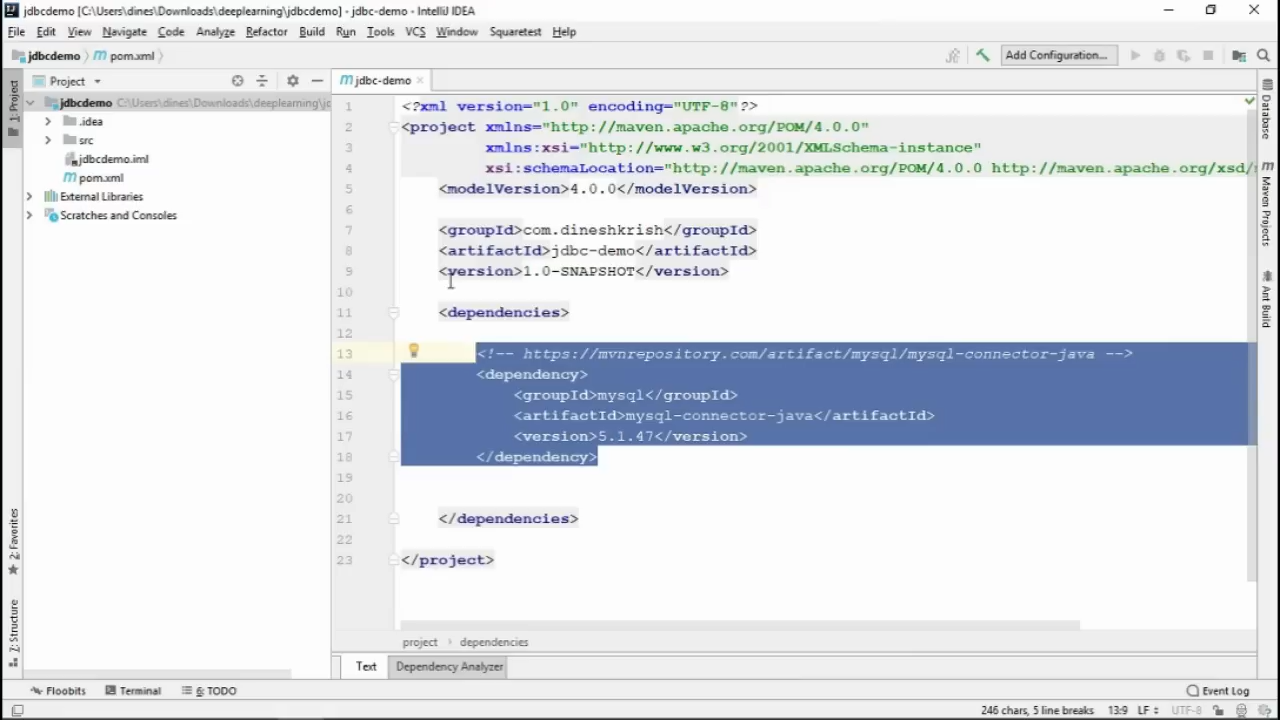 jdbcdemo [C:\Users\dines\Downloads\deeplearning\jdbcdemo] - jdbc-demo - IntelliJ IDEA
File Edit View Navigate Code Analyze Refactor Build Run Tools VCS Window Squaretest Help
jdbcdemo pom.xml Add Configuration...
1: Project
Project
jdbcdemo C:\Users\dines\Downloads\deeplearning\jd
.idea
src
jdbcdemo.iml
pom.xml
External Libraries
Scratches and Consoles
2: Favorites
7: Structure
jdbc-demo
1 <?xml version="1.0" encoding="UTF-8"?>
2 <project xmlns="http://maven.apache.org/POM/4.0.0"
3 xmlns:xsi="http://www.w3.org/2001/XMLSchema-instance"
4 xsi:schemaLocation="http://maven.apache.org/POM/4.0.0 http://maven.apache.org/xsd/
5 <modelVersion>4.0.0</modelVersion>
6
7 <groupId>com.dineshkrish</groupId>
8 <artifactId>jdbc-demo</artifactId>
9 <version>1.0-SNAPSHOT</version>
10
11 <dependencies>
12
13 <!-- https://mvnrepository.com/artifact/mysql/mysql-connector-java -->
14 <dependency>
15 <groupId>mysql</groupId>
16 <artifactId>mysql-connector-java</artifactId>
17 <version>5.1.47</version>
18 </dependency>
19
20
21 </dependencies>
22
23 </project>
project › dependencies
Text Dependency Analyzer
Database
Maven Projects
Ant Build
Floobits Terminal 6: TODO Event Log
246 chars, 5 line breaks 13:9 LF UTF-8